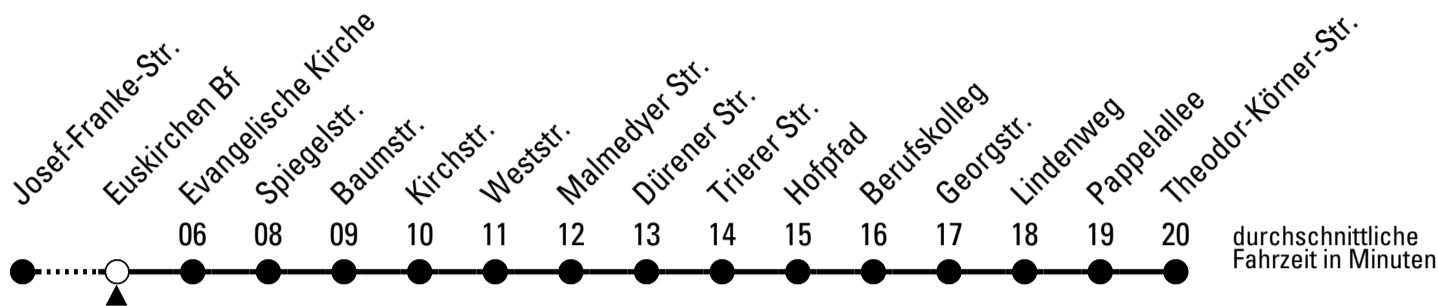 Josef-Franke-Str.
Euskirchen Bf
Evangelische Kirche
Spiegelstr.
Baumstr.
Kirchstr.
Weststr.
Malmedyer Str.
Dürener Str.
Trierer Str.
Hofpfad
Berufskolleg
Georgstr.
Lindenweg
Pappelallee
Theodor-Körner-Str.
06 08 09 10 11 12 13 14 15 16 17 18 19 20
durchschnittliche
Fahrzeit in Minuten